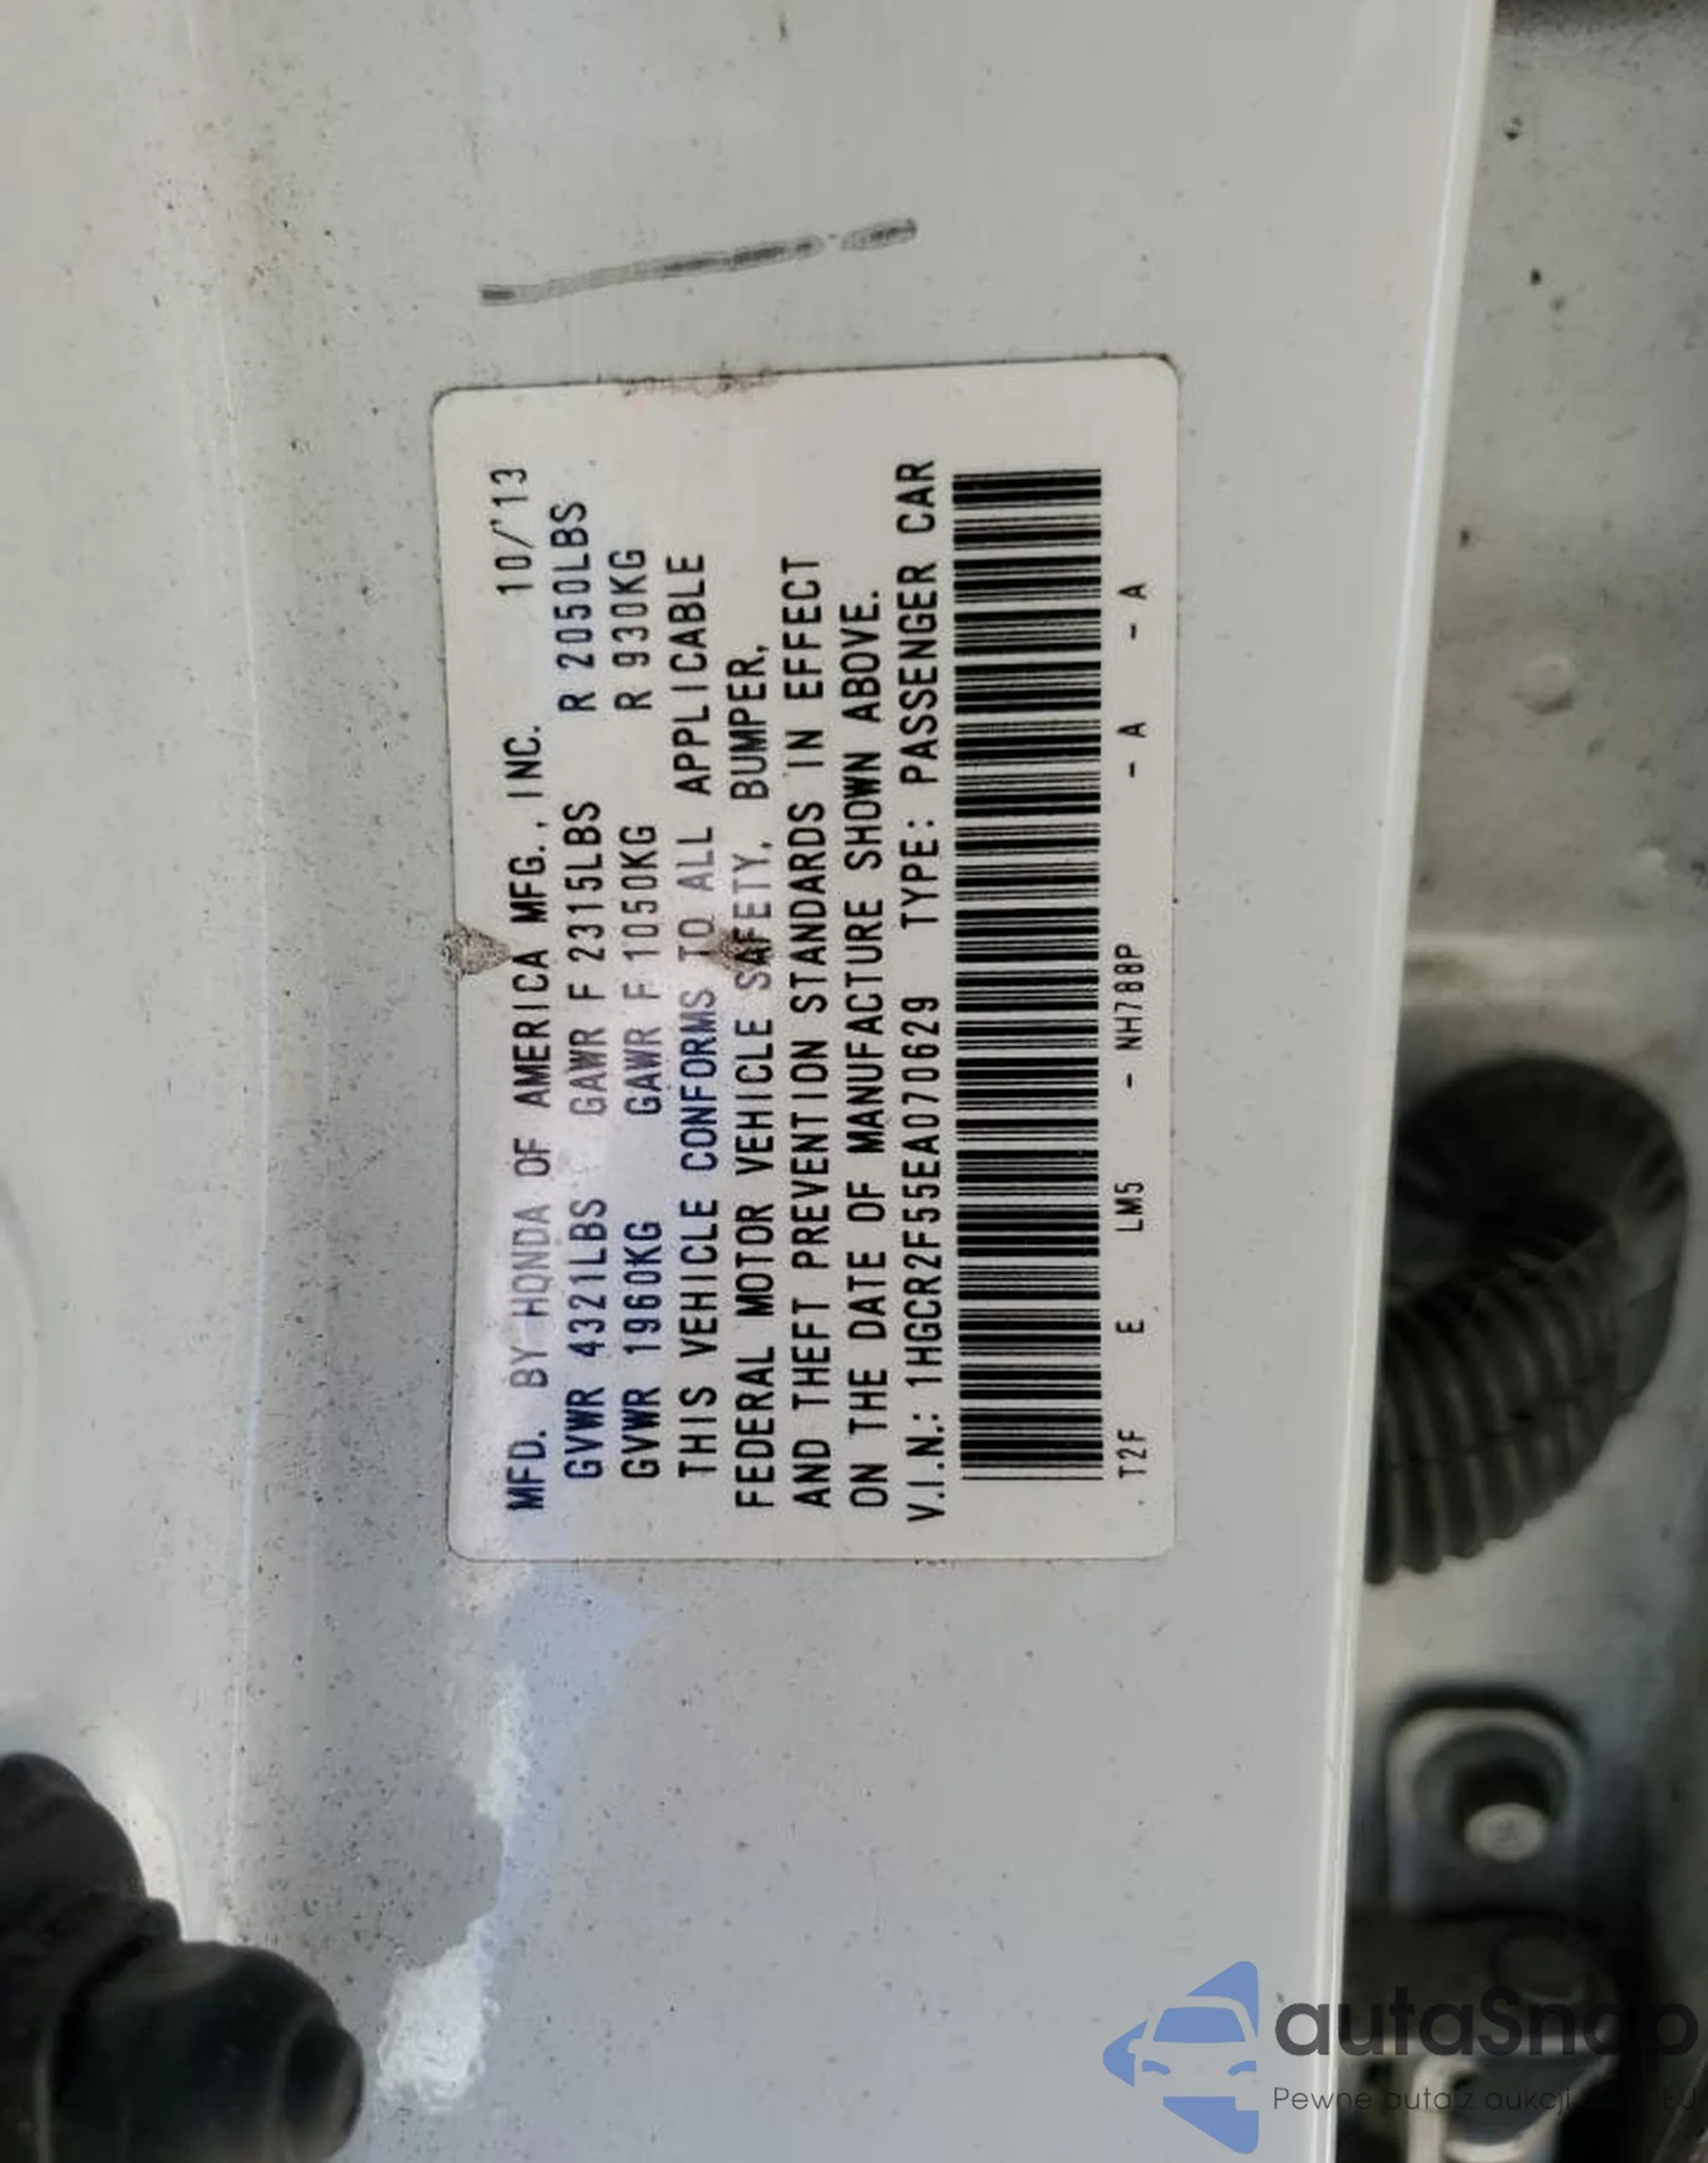 MFD. BY HONDA OF AMERICA MFG., INC. 10/'13
GVWR 4321LBS GAWR F 2315LBS R 2050LBS
GVWR 1960KG GAWR F 1050KG R 930KG
THIS VEHICLE CONFORMS TO ALL APPLICABLE
FEDERAL MOTOR VEHICLE SAFETY, BUMPER,
AND THEFT PREVENTION STANDARDS IN EFFECT
ON THE DATE OF MANUFACTURE SHOWN ABOVE.
V.I.N.: 1HGCR2F55EA070629 TYPE: PASSENGER CAR
T2F E LM5 - NH788P - A - A
autaSnap
Pewne auto z aukcji EU